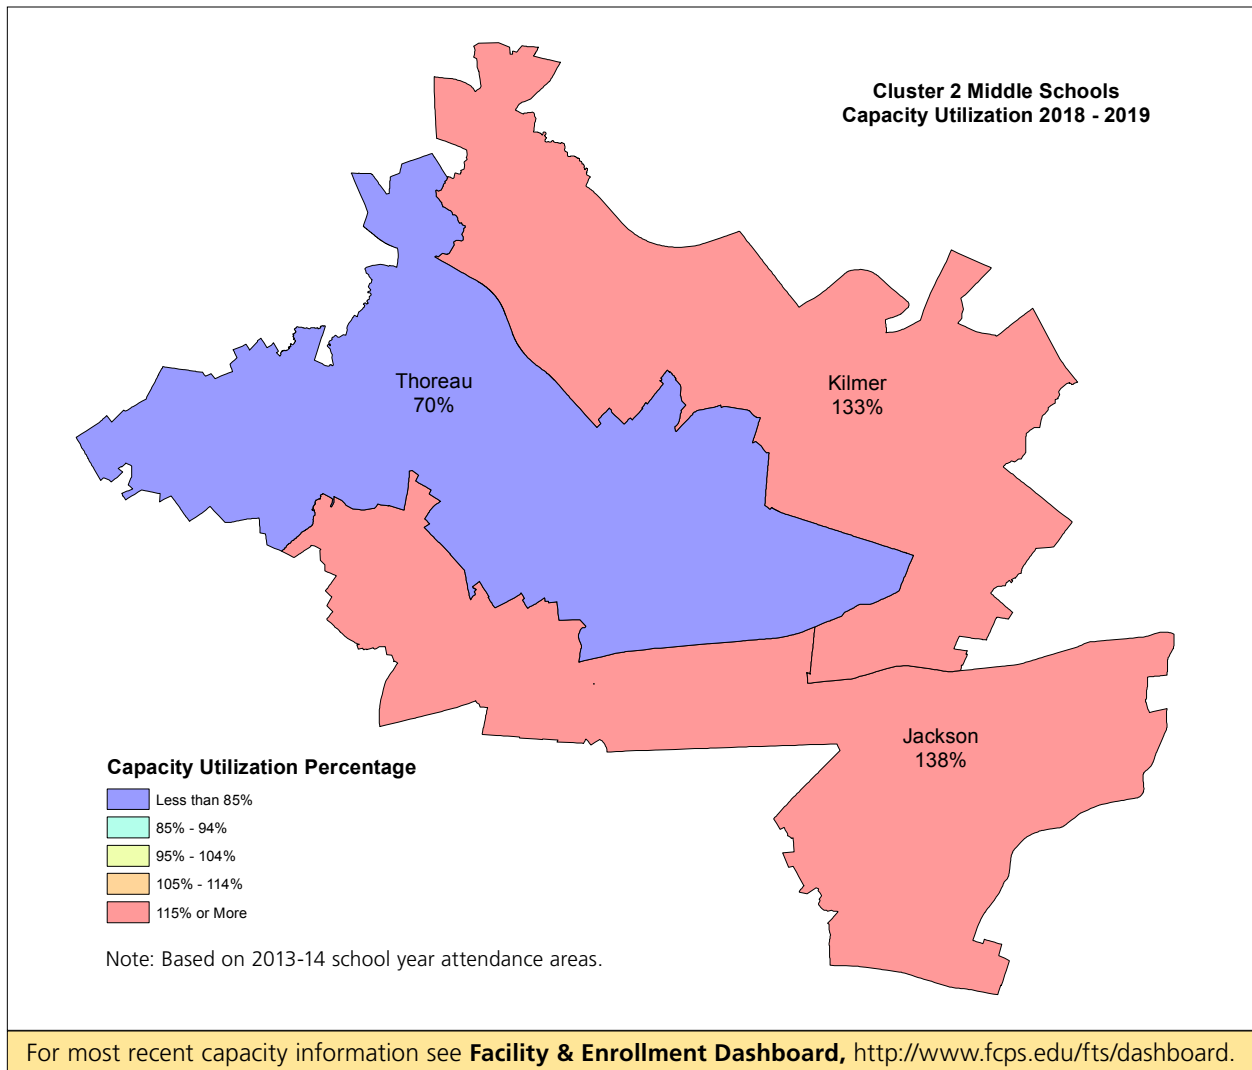 Cluster 2 Middle Schools
Capacity Utilization 2018 - 2019
Thoreau
70%
Kilmer
133%
Jackson
138%
Capacity Utilization Percentage
Less than 85%
85% - 94%
95% - 104%
105% - 114%
115% or More
Note: Based on 2013-14 school year attendance areas.
For most recent capacity information see Facility & Enrollment Dashboard, http://www.fcps.edu/fts/dashboard.